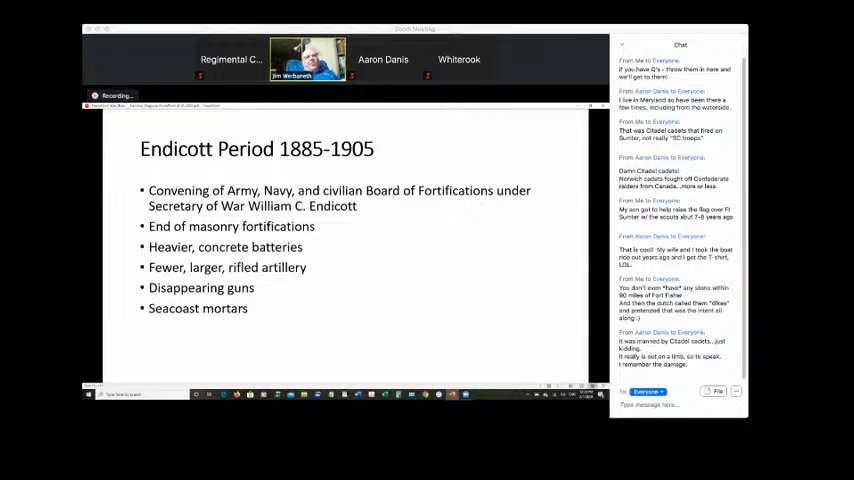 Zoom Meeting
Regimental C...
Jim Werbaneth
Aaron Danis
Whiterook
Recording...
Endicott Period 1885-1905
• Convening of Army, Navy, and civilian Board of Fortifications under
Secretary of War William C. Endicott
• End of masonry fortifications
• Heavier, concrete batteries
• Fewer, larger, rifled artillery
• Disappearing guns
• Seacoast mortars
Type here to search
Chat
From Me to Everyone:
if you have Q's - throw them in here and
we'll get to them!
From Aaron Danis to Everyone:
I live in Maryland so have been there a
few times, including from the waterside.
From Me to Everyone:
That was Citadel cadets that fired on
Sumter, not really "SC troops"
From Aaron Danis to Everyone:
Damn Citadel cadets!
Norwich cadets fought off Confederate
raiders from Canada...more or less.
From Me to Everyone:
My son got to help raise the flag over Ft
Sumter w/ the scouts abut 7-8 years ago
From Aaron Danis to Everyone:
That is cool! My wife and I took the boat
ride out years ago and I get the T-shirt,
LOL.
From Me to Everyone:
You don't even *have* any stone within
90 miles of Fort Fisher
And then the dutch called them "dikes"
and pretended that was the intent all
along :)
From Aaron Danis to Everyone:
It was manned by Citadel cadets...just
kidding.
It really is out on a limb, so to speak.
I remember the damage.
To: Everyone
File
Type message here...